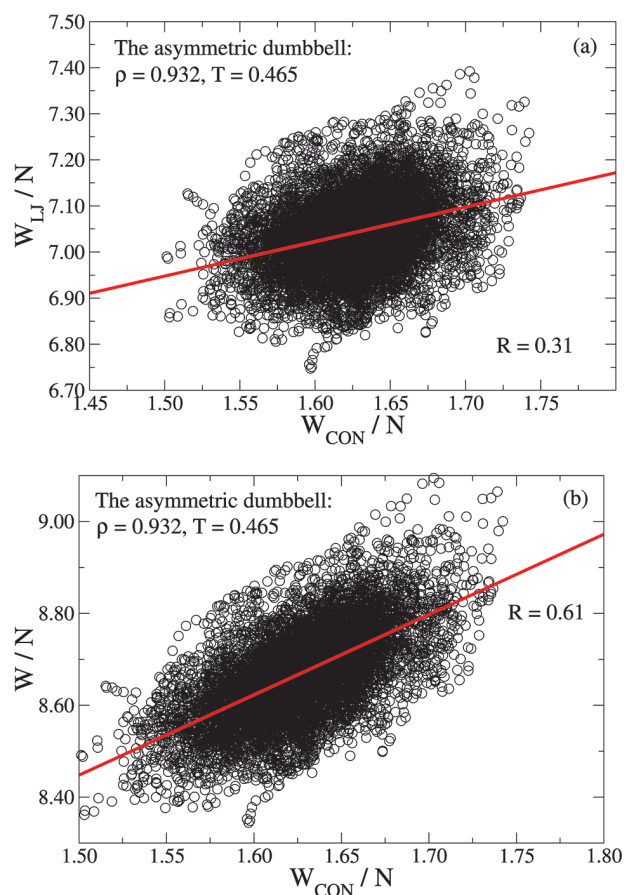 7.50
The asymmetric dumbbell:
(a)
ρ = 0.932, T = 0.465
7.40
7.30
7.20
7.10
7.00
6.90
6.80
6.70
W_LJ / N
R = 0.31
1.45 1.50 1.55 1.60 1.65 1.70 1.75
W_CON / N
The asymmetric dumbbell:
(b)
ρ = 0.932, T = 0.465
9.00
8.80
8.60
8.40
W / N
R = 0.61
1.50 1.55 1.60 1.65 1.70 1.75 1.80
W_CON / N